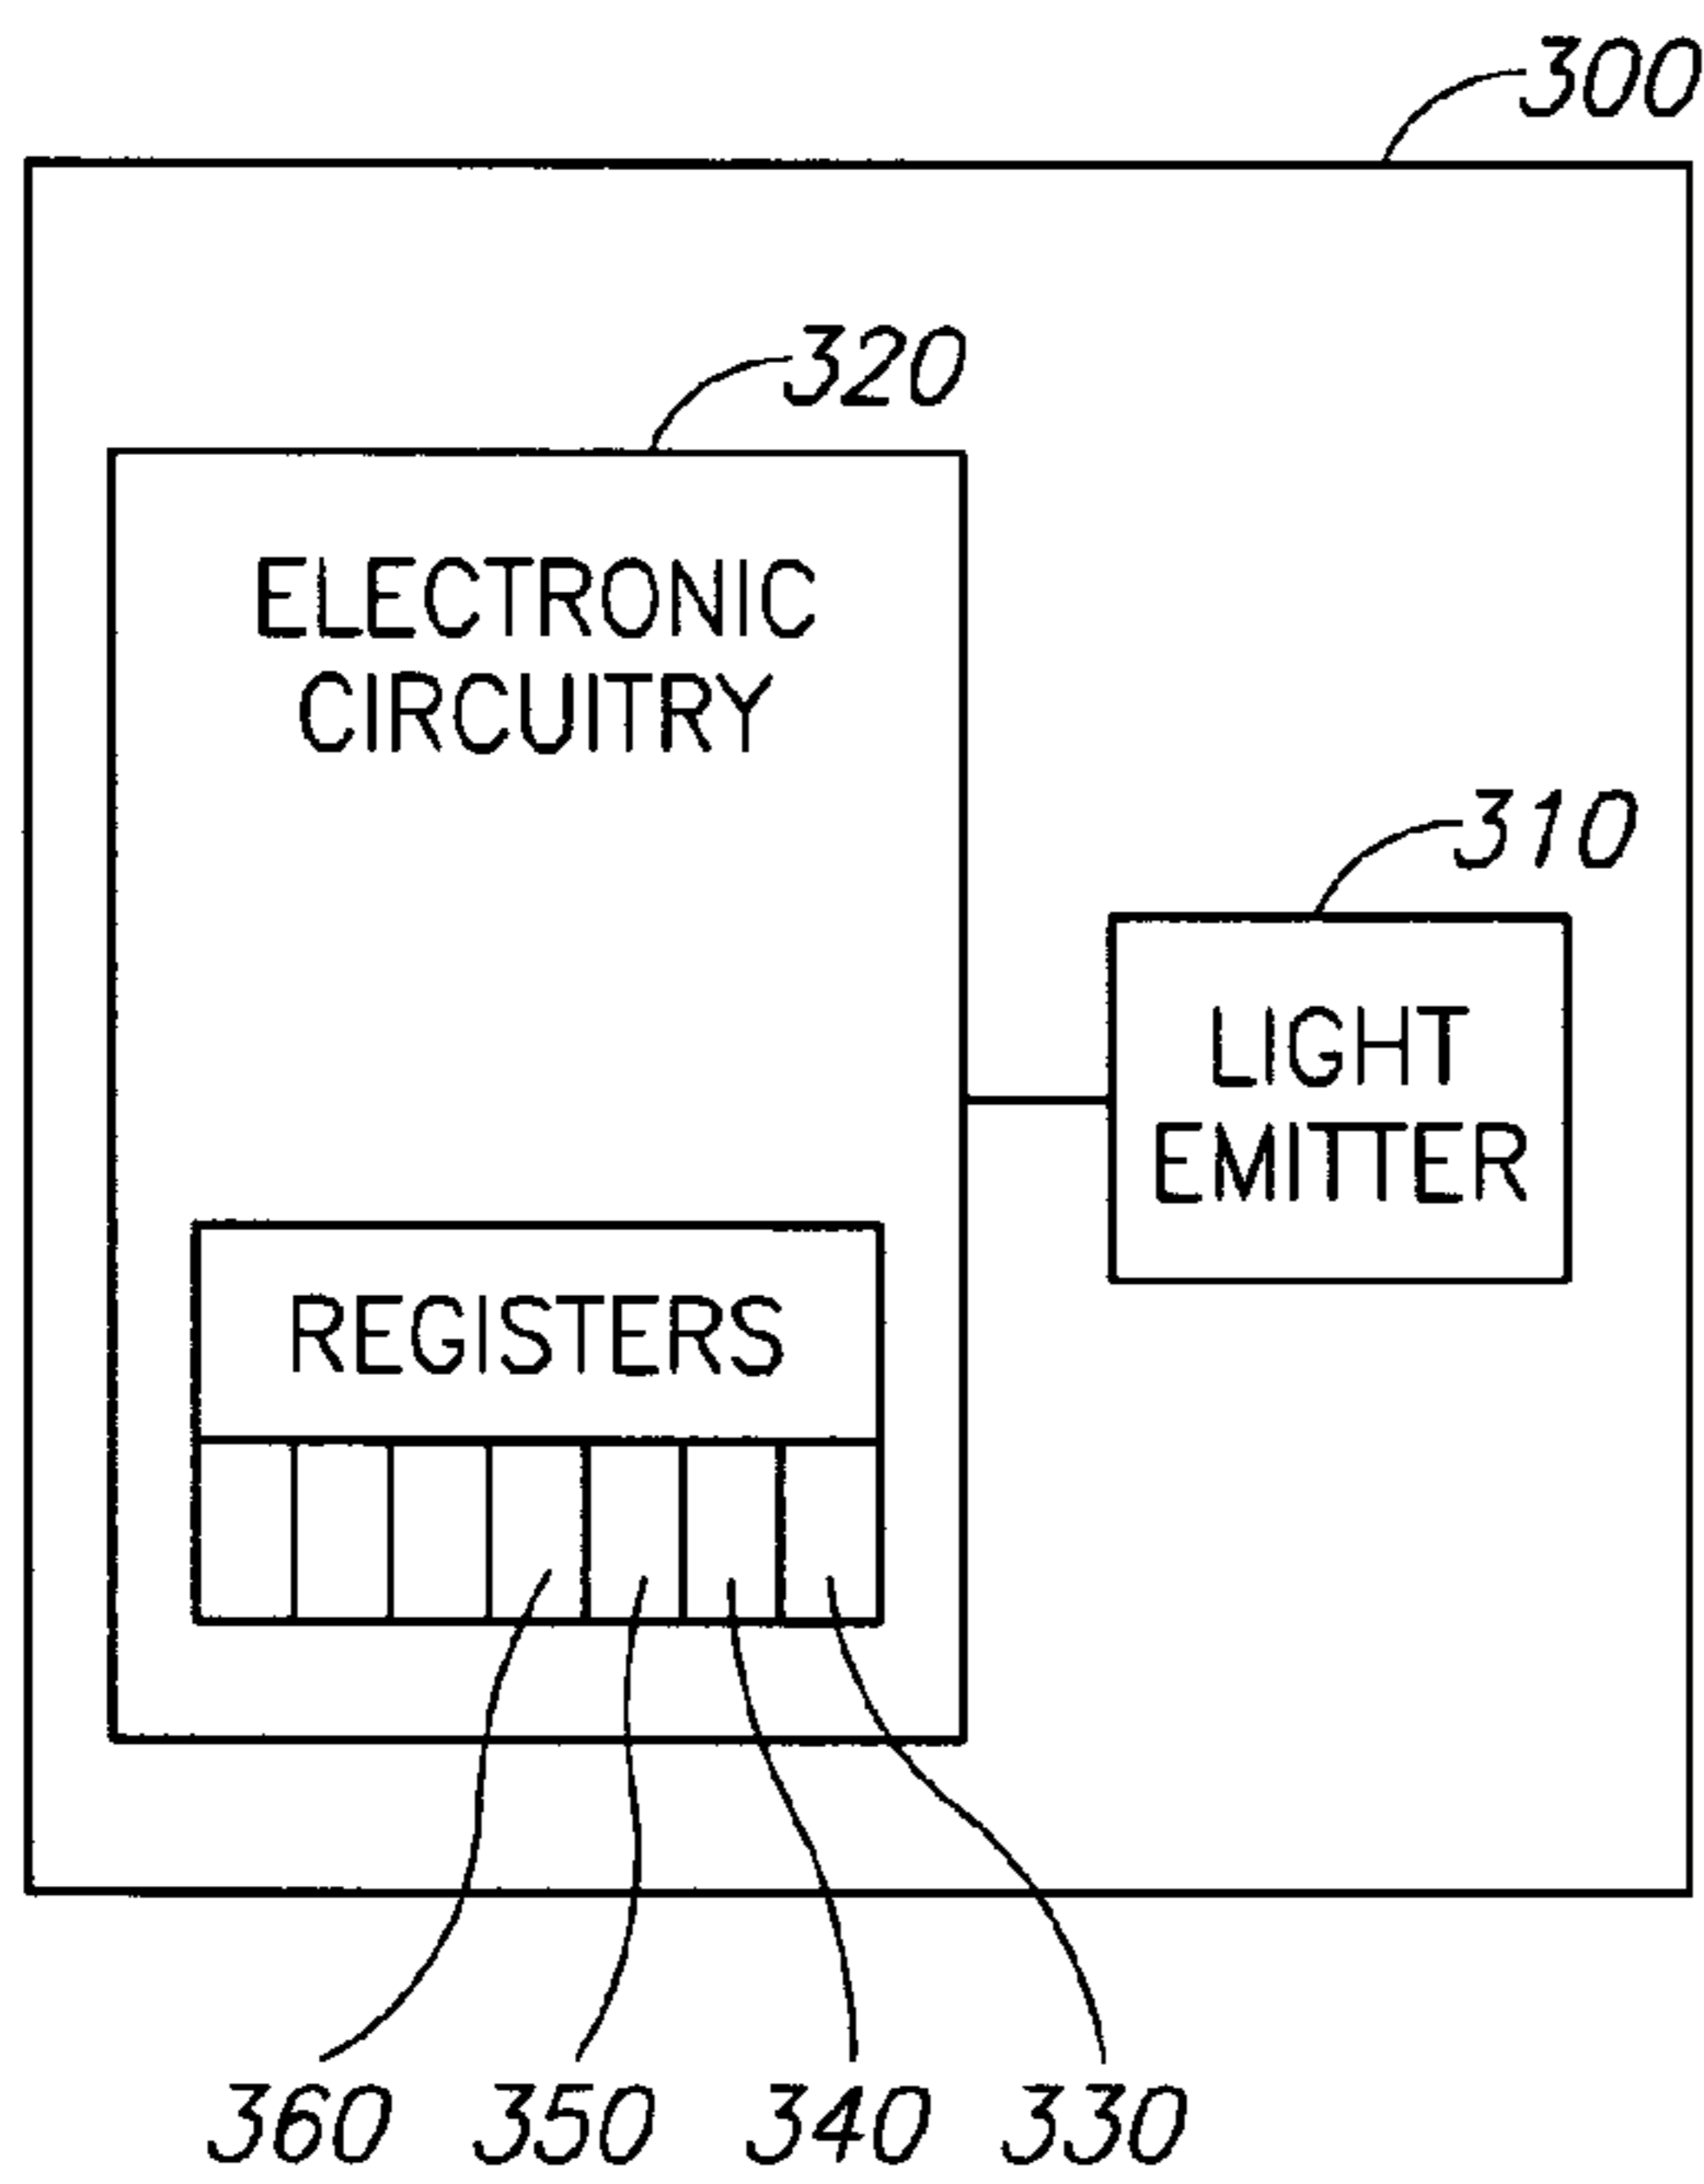 300
320
ELECTRONIC
CIRCUITRY
310
LIGHT
EMITTER
REGISTERS
360 350 340 330